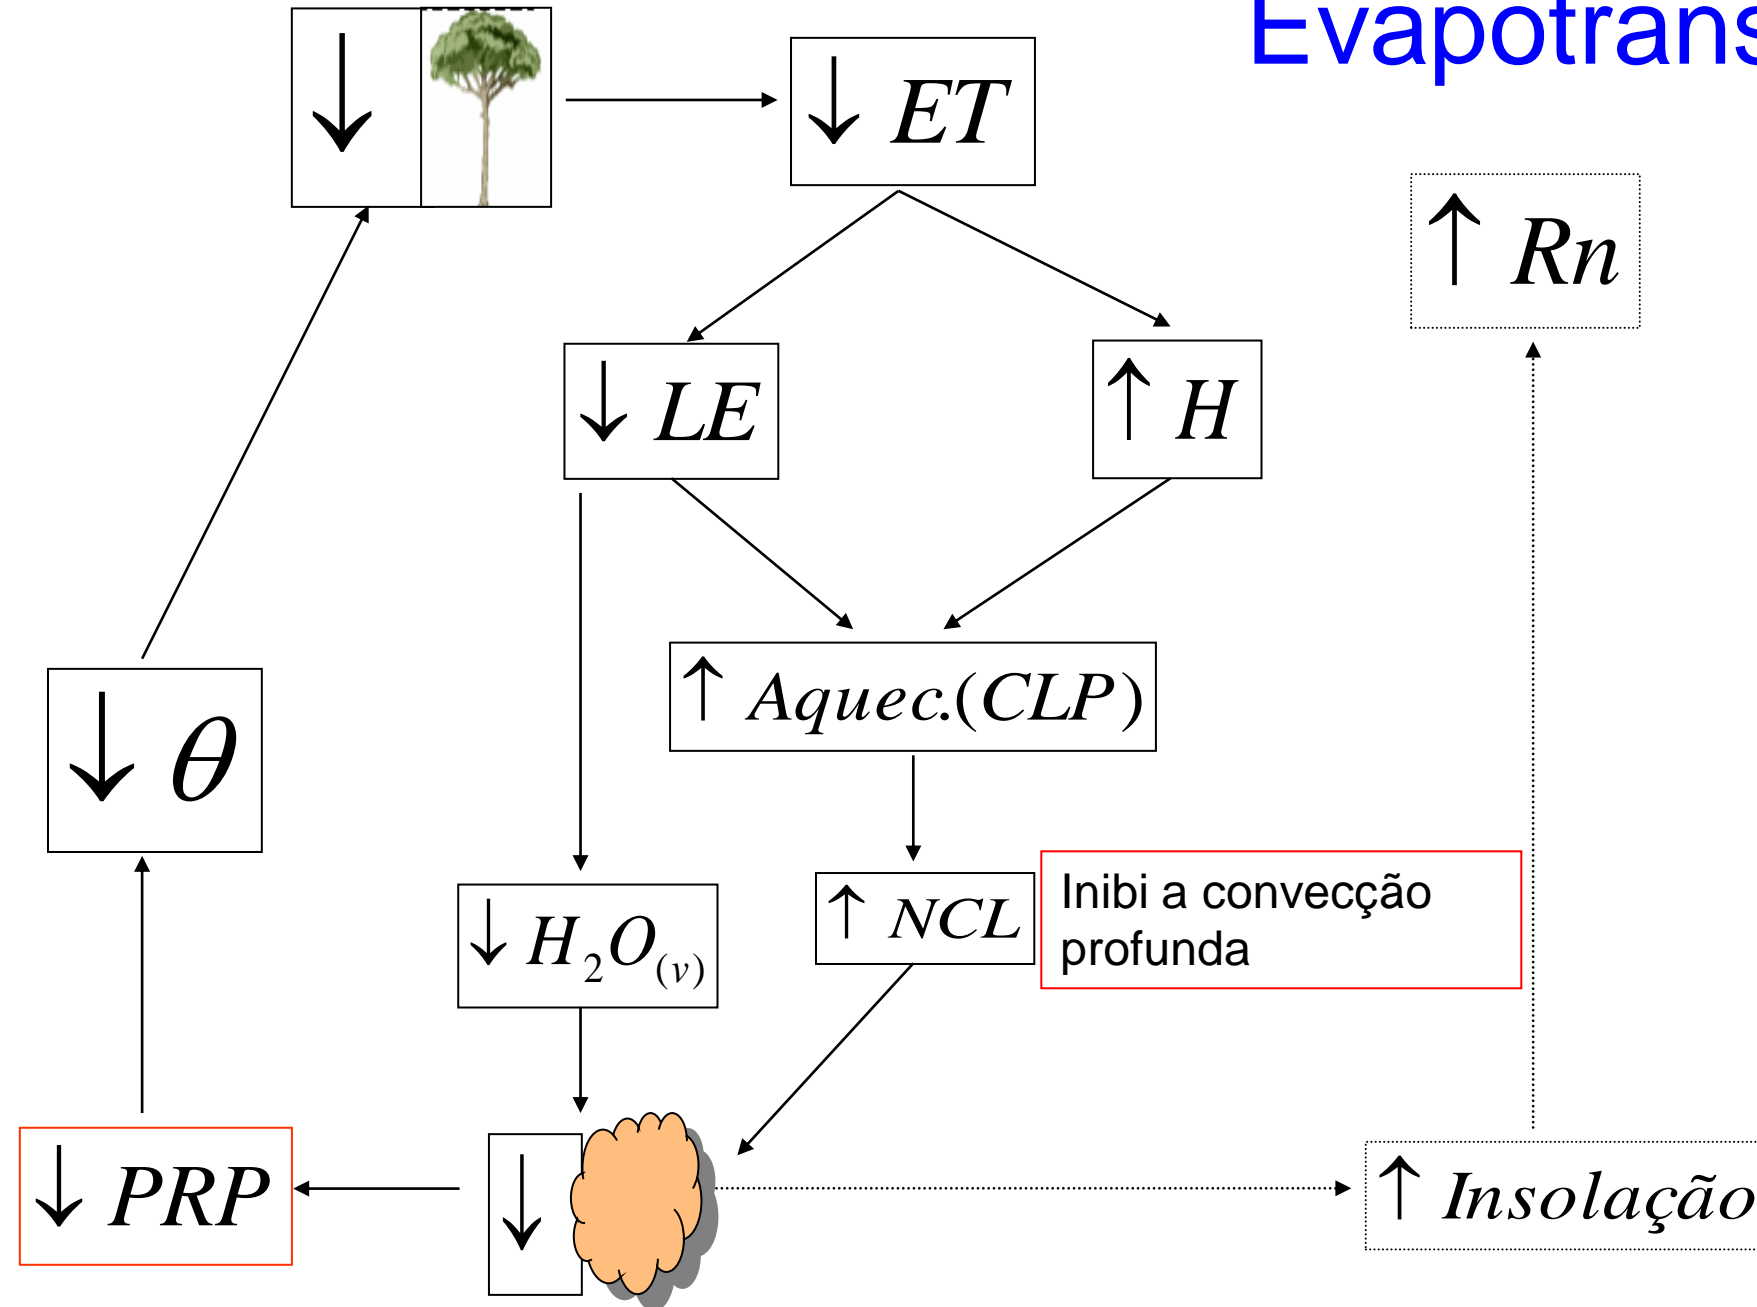 Evapotrans
↓
↓ ET
↑ Rn
↓ LE
↑ H
↑ Aquec.(CLP)
↓ θ
↓ H₂O₍ᵥ₎
↑ NCL
Inibi a convecção
profunda
↓ PRP
↓
↑ Insolação